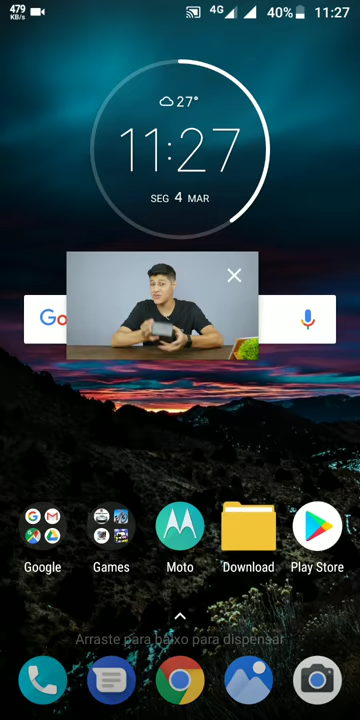 479
KB/s
4G
40%
11:27
27°
11:27
SEG 4 MAR
Go
Google
Games
Moto
Download
Play Store
Arraste para baixo para dispensar